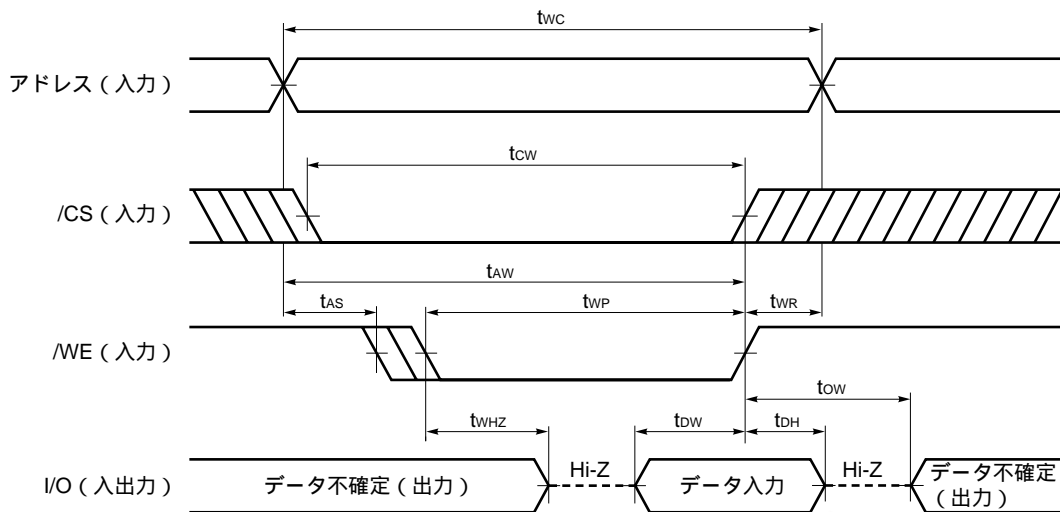 tWC
アドレス（入力）
tCW
/CS（入力）
tAW
tAS
tWP
tWR
/WE（入力）
tOW
tWHZ
tDW
tDH
I/O（入出力）
データ不確定（出力）
Hi-Z
データ入力
Hi-Z
データ不確定
（出力）